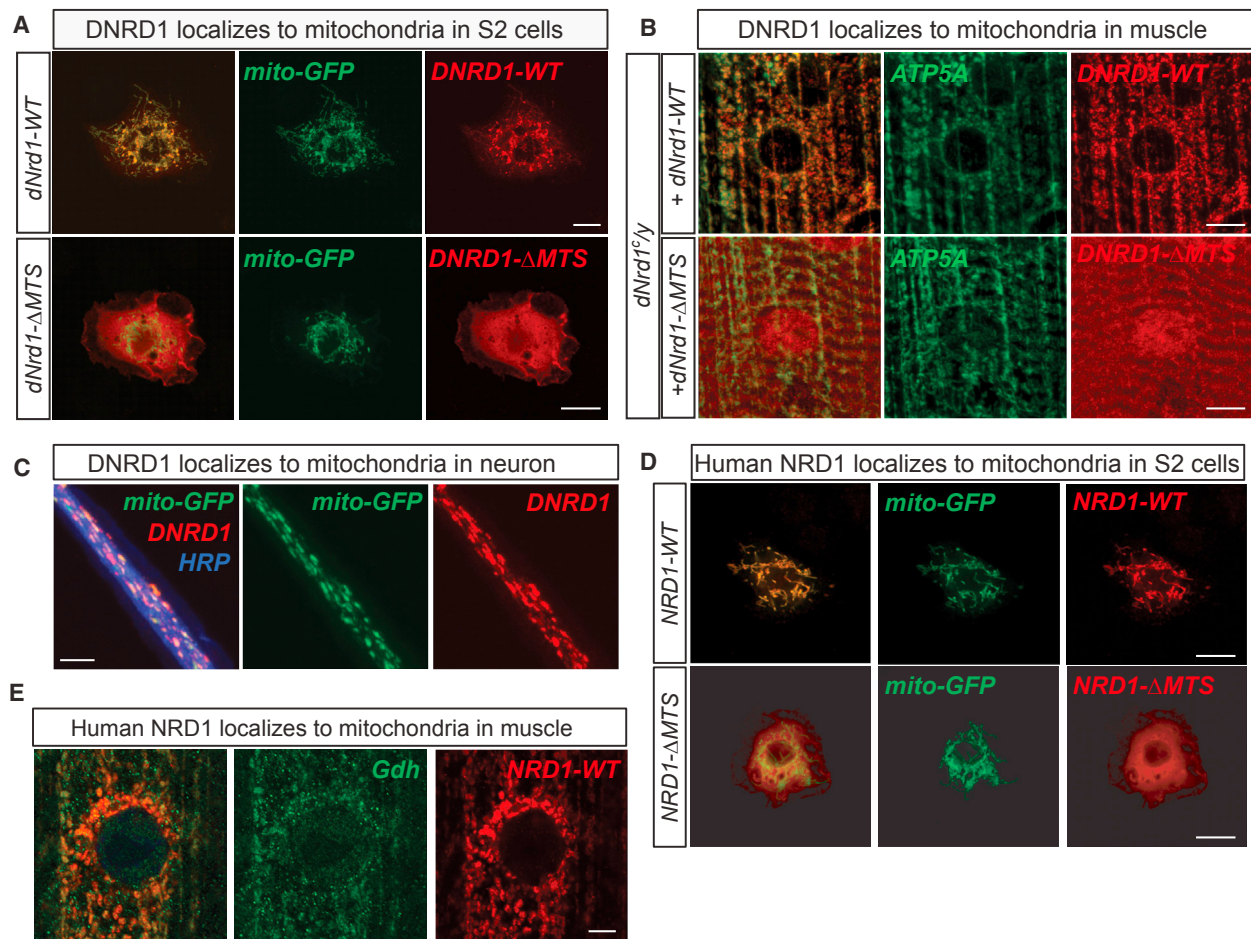 A
DNRD1 localizes to mitochondria in S2 cells
dNrd1-WT
mito-GFP
DNRD1-WT
dNrd1-ΔMTS
mito-GFP
DNRD1-ΔMTS
B
DNRD1 localizes to mitochondria in muscle
dNrd1ᶜ/y
+ dNrd1-WT
ATP5A
DNRD1-WT
+dNrd1-ΔMTS
ATP5A
DNRD1-ΔMTS
C
DNRD1 localizes to mitochondria in neuron
mito-GFP
DNRD1
HRP
mito-GFP
DNRD1
D
Human NRD1 localizes to mitochondria in S2 cells
NRD1-WT
mito-GFP
NRD1-WT
NRD1-ΔMTS
mito-GFP
NRD1-ΔMTS
E
Human NRD1 localizes to mitochondria in muscle
Gdh
NRD1-WT